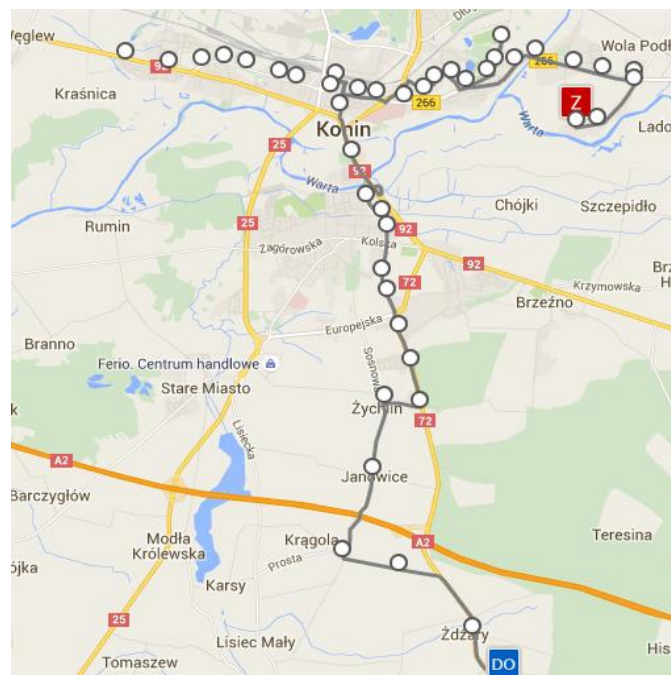 Węglew
92
Kraśnica
Dług
266
Wola Podł
266
Z
Konin
Lado
25
Warta
92
Warta
Chójki
Szczepidło
Rumin
25
Zagórowska
Kolska
92
92
Brz
72
H
Krzymowska
Brzeźno
Europejska
Branno
Sosnowa
Ferio. Centrum handlowe
Stare Miasto
k
Żychlin
72
Lisiecka
A2
Barczygłów
Janowice
Teresina
Modła
Królewska
Krągola
A2
ójka
Prosta
Karsy
25
Żdżary
Lisiec Mały
His
Tomaszew
DO